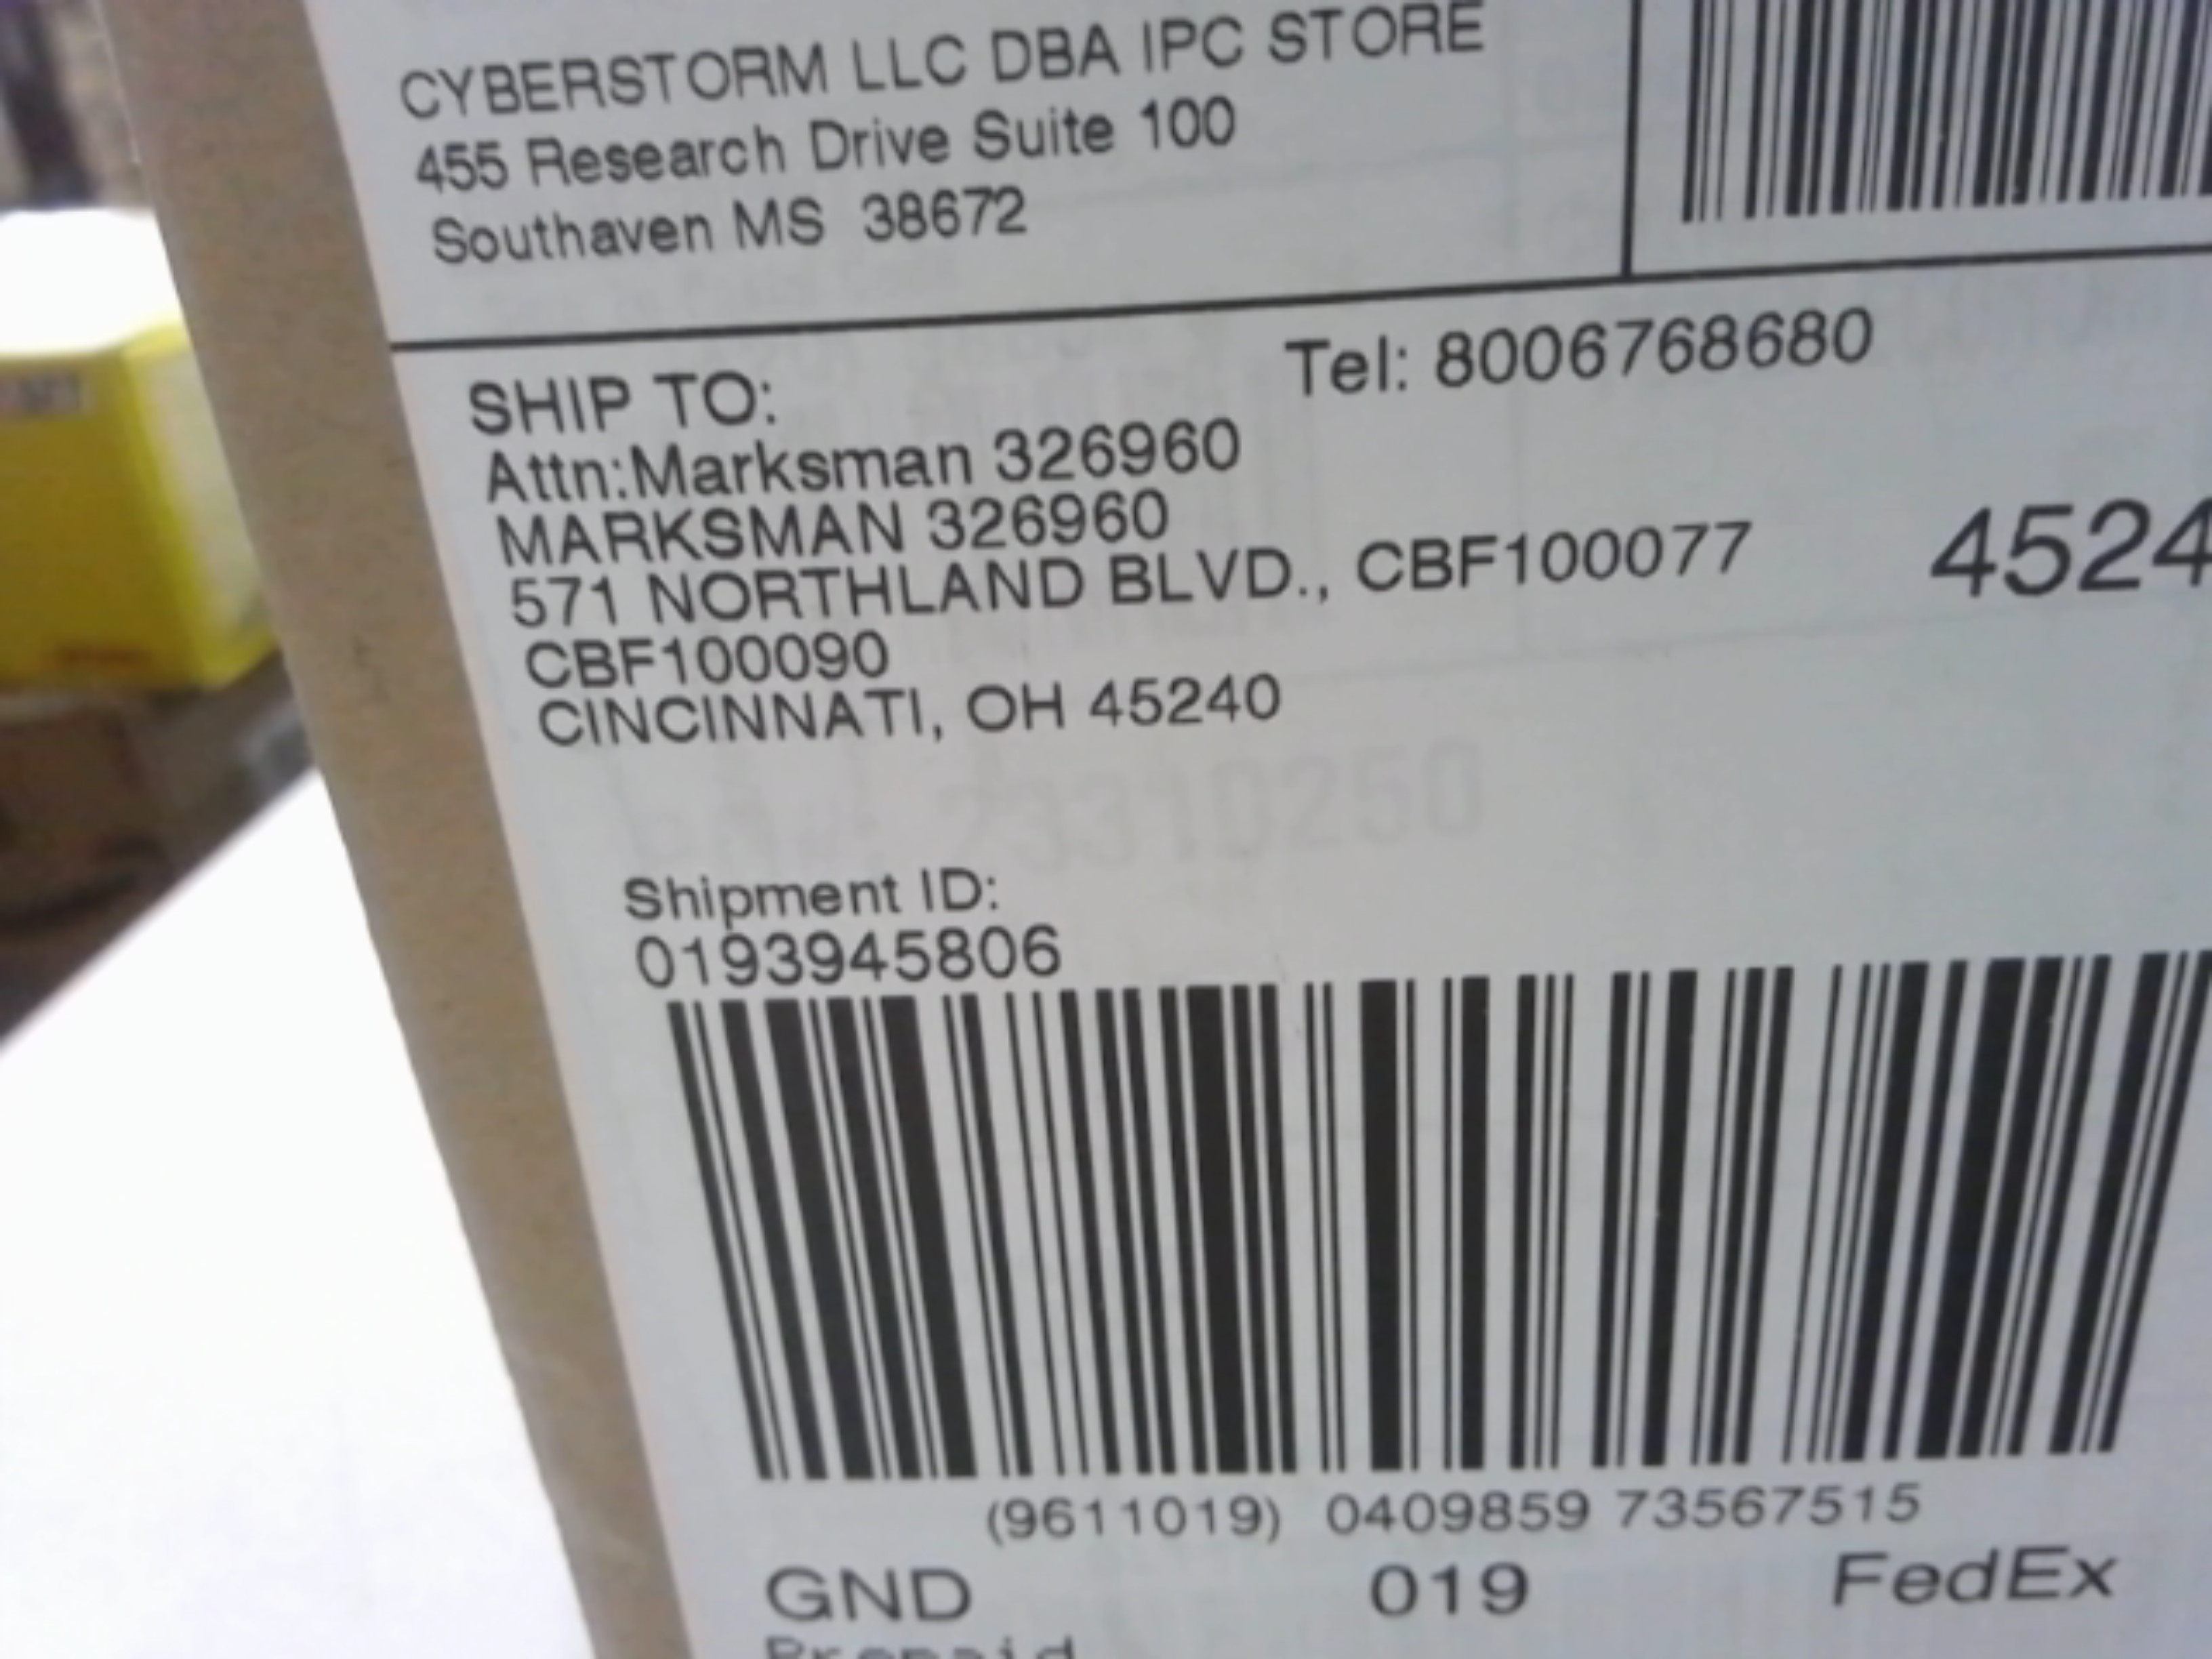 CYBERSTORM LLC DBA IPC STORE
455 Research Drive Suite 100
Southaven MS 38672
Tel: 8006768680
SHIP TO:
Attn:Marksman 326960
MARKSMAN 326960
571 NORTHLAND BLVD., CBF100077
4524
CBF100090
CINCINNATI, OH 45240
23310250
Shipment ID:
0193945806
(9611019) 0409859 73567515
GND 019 FedEx
Prepaid